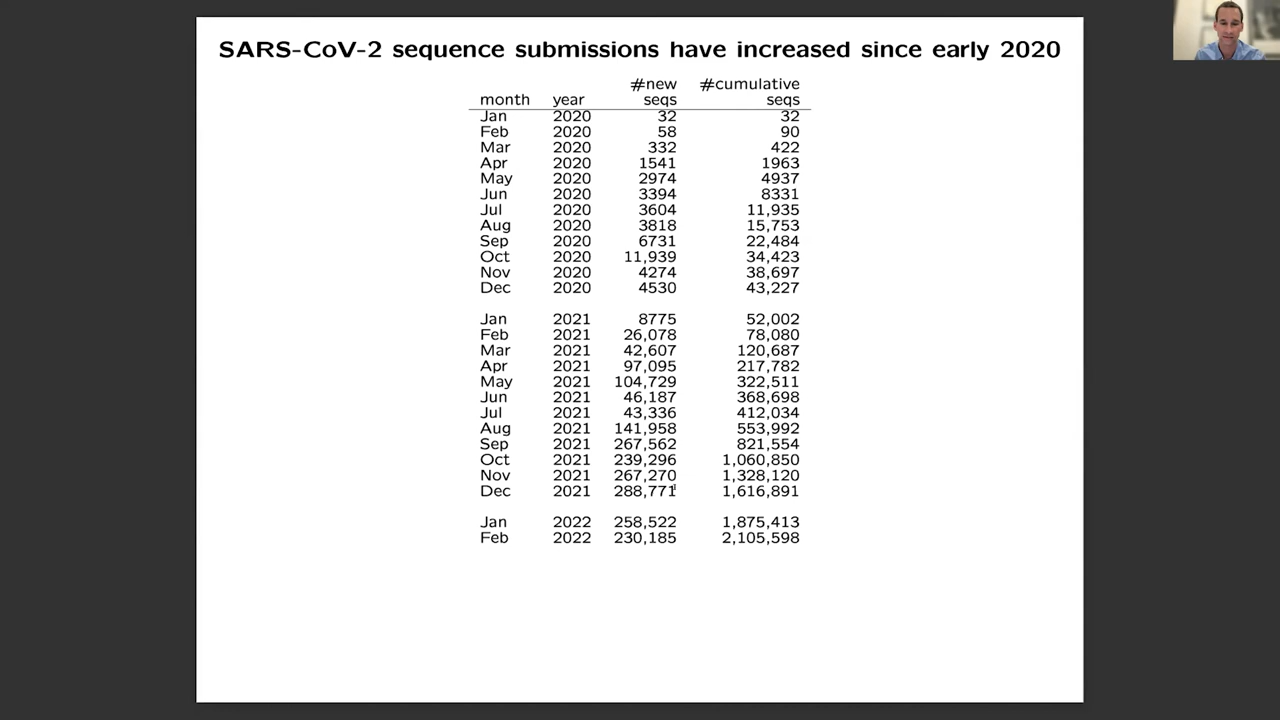 SARS-CoV-2 sequence submissions have increased since early 2020
#new #cumulative
month year seqs seqs
Jan 2020 32 32
Feb 2020 58 90
Mar 2020 332 422
Apr 2020 1541 1963
May 2020 2974 4937
Jun 2020 3394 8331
Jul 2020 3604 11,935
Aug 2020 3818 15,753
Sep 2020 6731 22,484
Oct 2020 11,939 34,423
Nov 2020 4274 38,697
Dec 2020 4530 43,227
Jan 2021 8775 52,002
Feb 2021 26,078 78,080
Mar 2021 42,607 120,687
Apr 2021 97,095 217,782
May 2021 104,729 322,511
Jun 2021 46,187 368,698
Jul 2021 43,336 412,034
Aug 2021 141,958 553,992
Sep 2021 267,562 821,554
Oct 2021 239,296 1,060,850
Nov 2021 267,270 1,328,120
Dec 2021 288,771 1,616,891
Jan 2022 258,522 1,875,413
Feb 2022 230,185 2,105,598